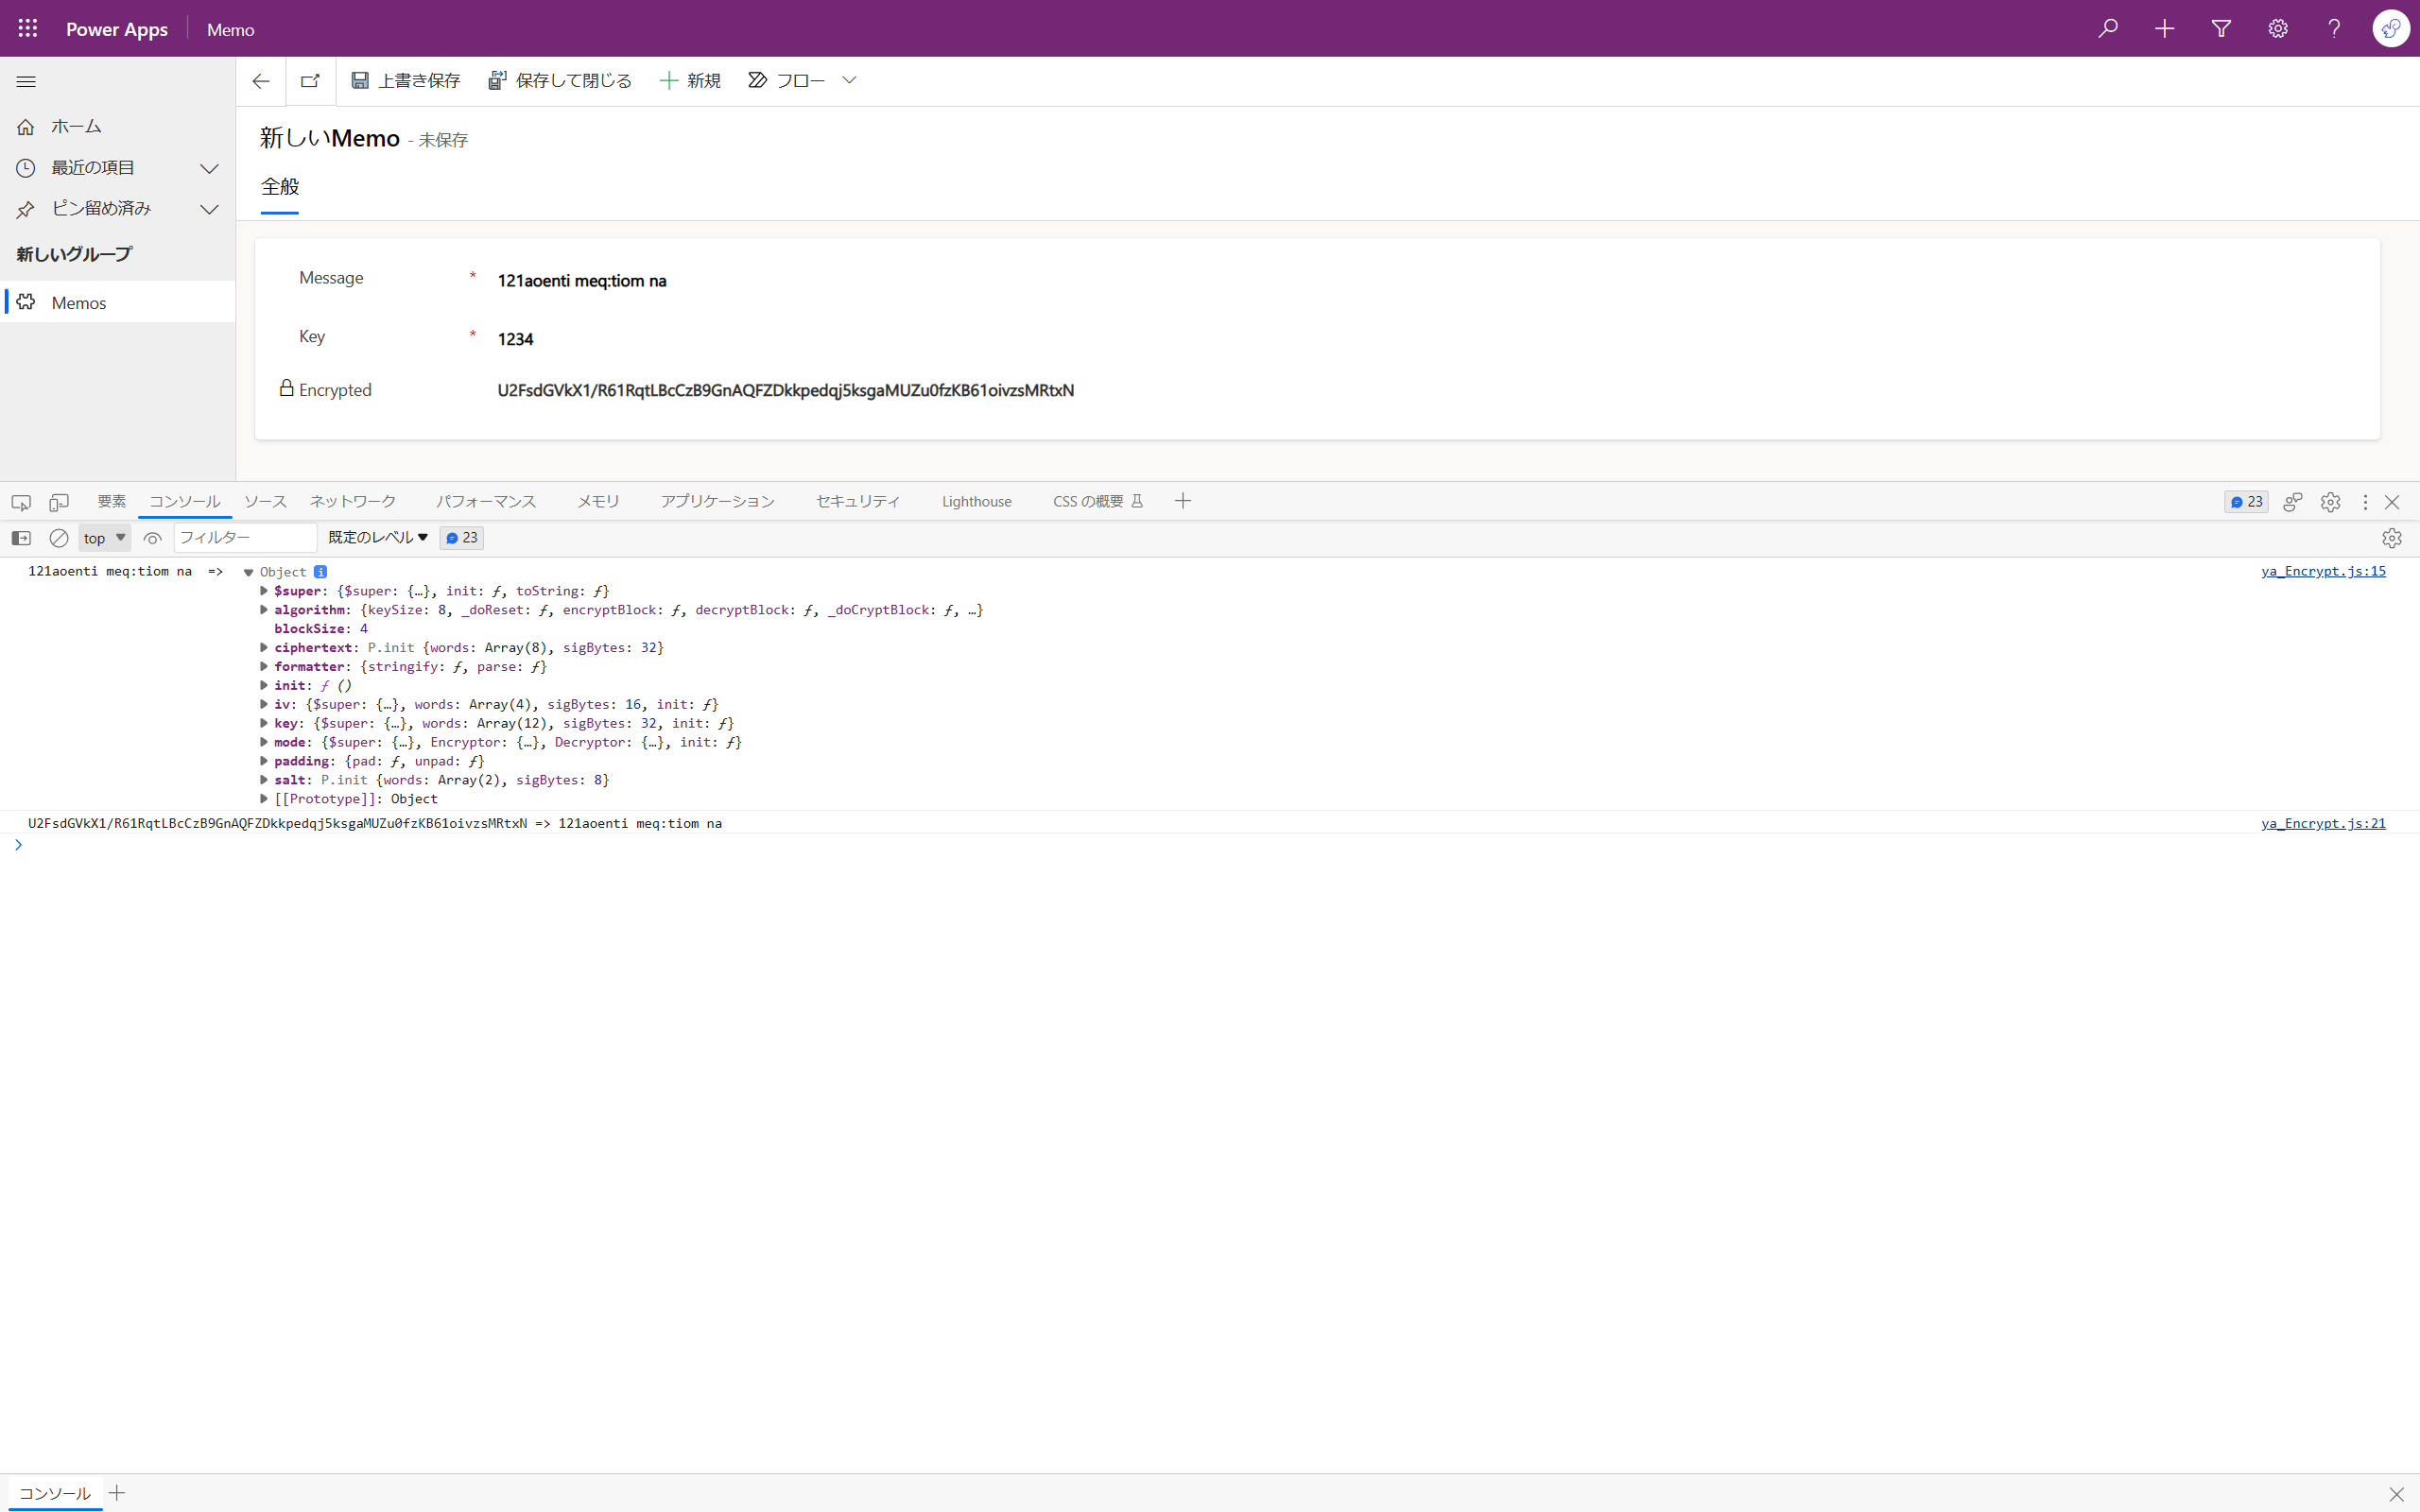 Power Apps Memo
上書き保存 保存して閉じる 新規 フロー
ホーム
最近の項目
ピン留め済み
新しいグループ
Memos
新しいMemo - 未保存
全般
Message * 121aoenti meq:tiom na
Key * 1234
Encrypted U2FsdGVkX1/R61RqtLBcCzB9GnAQFZDkkpedqj5ksgaMUZu0fzKB61oivzsMRtxN
要素 コンソール ソース ネットワーク パフォーマンス メモリ アプリケーション セキュリティ Lighthouse CSS の概要 23
top フィルター 既定のレベル 23
121aoenti meq:tiom na => Object i ya_Encrypt.js:15
$super: {$super: {…}, init: ƒ, toString: ƒ}
algorithm: {keySize: 8, _doReset: ƒ, encryptBlock: ƒ, decryptBlock: ƒ, _doCryptBlock: ƒ, …}
blockSize: 4
ciphertext: P.init {words: Array(8), sigBytes: 32}
formatter: {stringify: ƒ, parse: ƒ}
init: ƒ ()
iv: {$super: {…}, words: Array(4), sigBytes: 16, init: ƒ}
key: {$super: {…}, words: Array(12), sigBytes: 32, init: ƒ}
mode: {$super: {…}, Encryptor: {…}, Decryptor: {…}, init: ƒ}
padding: {pad: ƒ, unpad: ƒ}
salt: P.init {words: Array(2), sigBytes: 8}
[[Prototype]]: Object
U2FsdGVkX1/R61RqtLBcCzB9GnAQFZDkkpedqj5ksgaMUZu0fzKB61oivzsMRtxN => 121aoenti meq:tiom na ya_Encrypt.js:21
コンソール